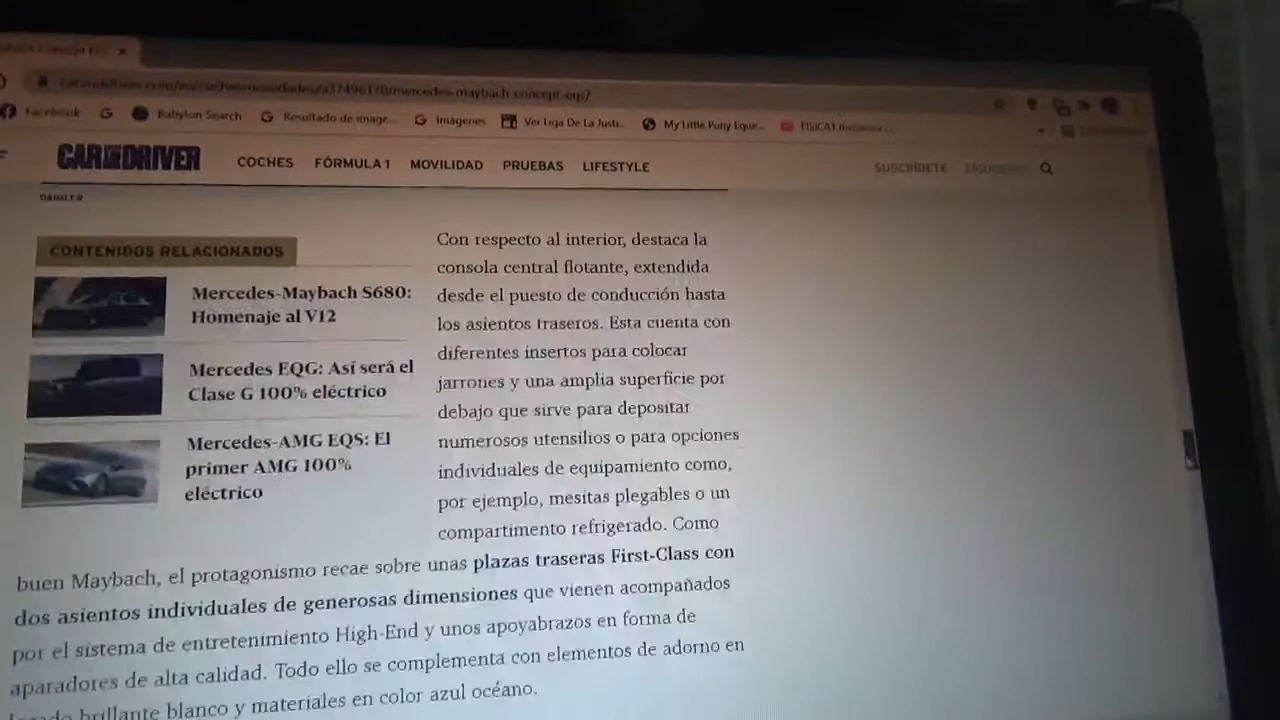 Facebook
Babylon Search
Resultado de image...
Imágenes
Ver Liga De La Justi...
My Little Pony Eque...
CAR AND DRIVER
COCHES
FÓRMULA 1
MOVILIDAD
PRUEBAS
LIFESTYLE
SUSCRÍBETE
DAIMLER
CONTENIDOS RELACIONADOS
Mercedes-Maybach S680:
Homenaje al V12
Mercedes EQG: Así será el
Clase G 100% eléctrico
Mercedes-AMG EQS: El
primer AMG 100%
eléctrico
Con respecto al interior, destaca la
consola central flotante, extendida
desde el puesto de conducción hasta
los asientos traseros. Esta cuenta con
diferentes insertos para colocar
jarrones y una amplia superficie por
debajo que sirve para depositar
numerosos utensilios o para opciones
individuales de equipamiento como,
por ejemplo, mesitas plegables o un
compartimento refrigerado. Como
buen Maybach, el protagonismo recae sobre unas plazas traseras First-Class con
dos asientos individuales de generosas dimensiones que vienen acompañados
por el sistema de entretenimiento High-End y unos apoyabrazos en forma de
aparadores de alta calidad. Todo ello se complementa con elementos de adorno en
brillante blanco y materiales en color azul océano.